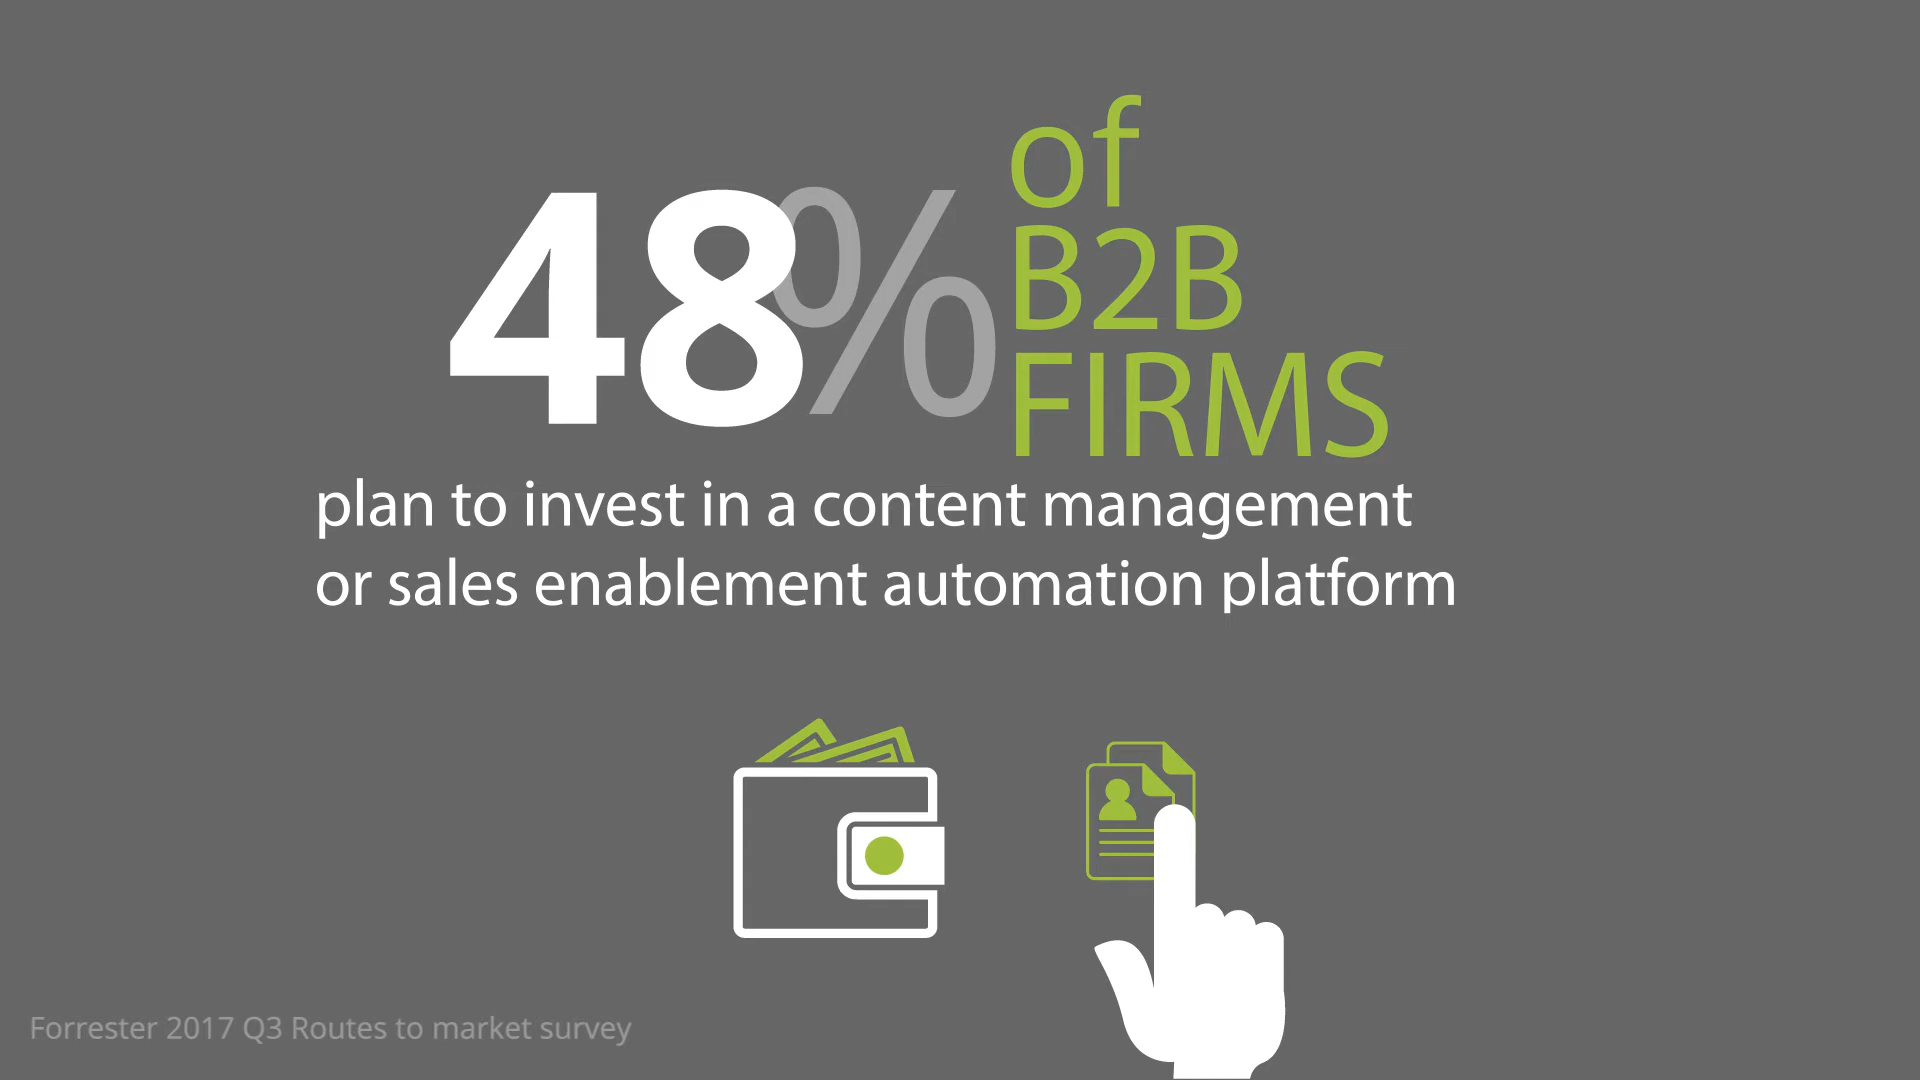 48% of
B2B
FIRMS
plan to invest in a content management
or sales enablement automation platform
Forrester 2017 Q3 Routes to market survey